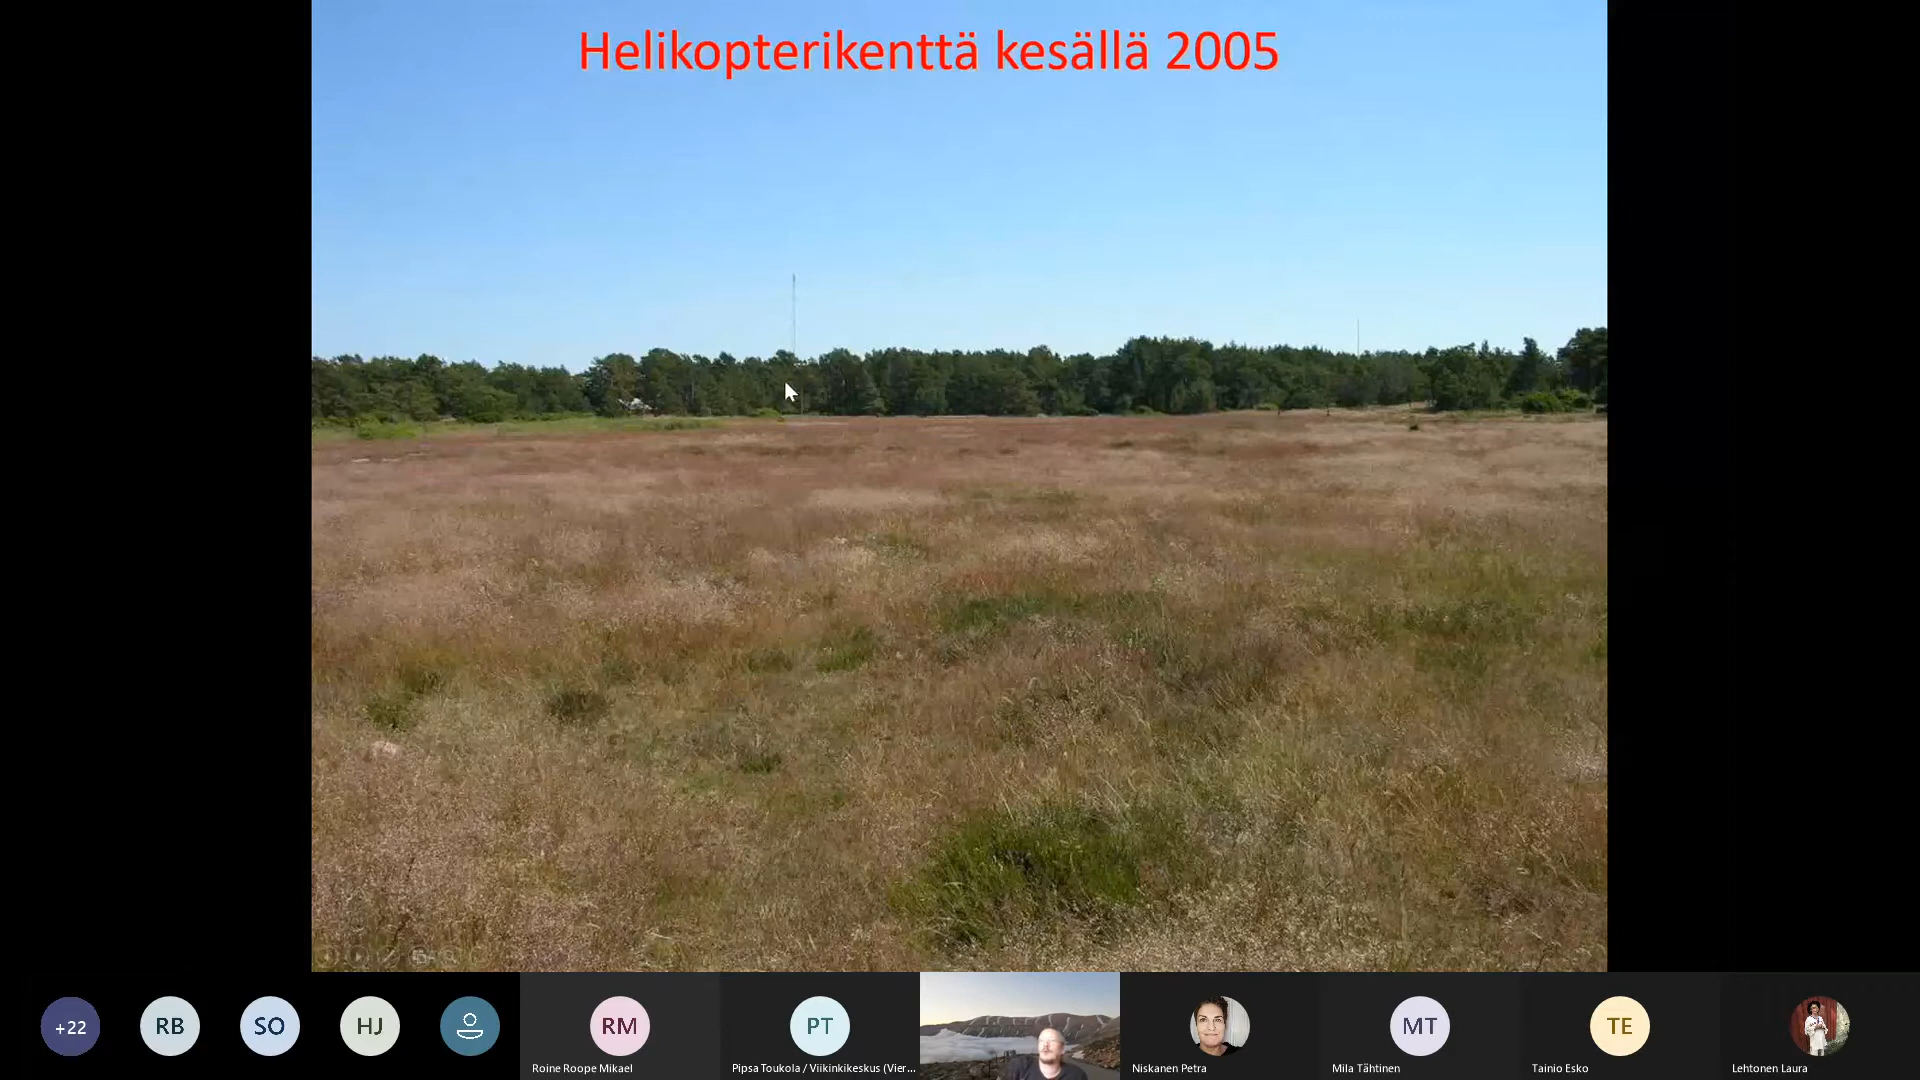 Helikopterikenttä kesällä 2005
+22
RB
SO
HJ
RM
PT
MT
TE
Roine Roope Mikael
Pipsa Toukola / Viikinkikeskus (Vier...
Niskanen Petra
Mila Tähtinen
Tainio Esko
Lehtonen Laura